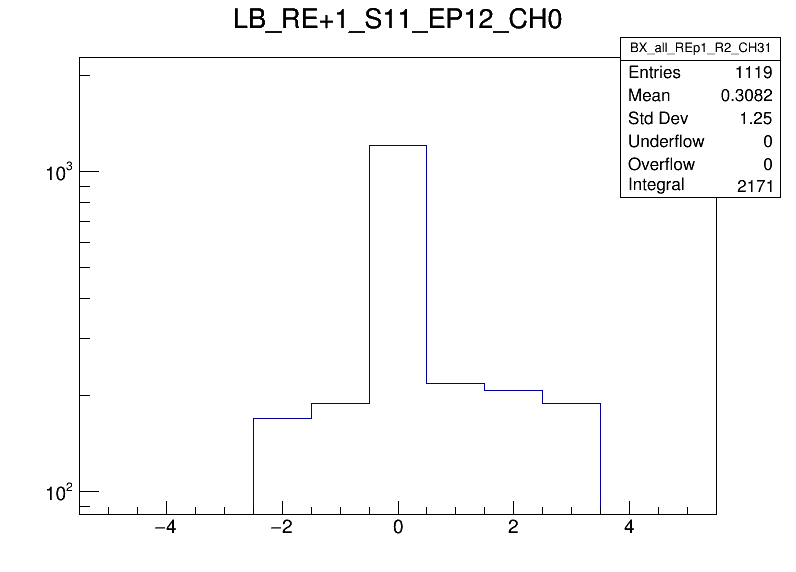 LB_RE+1_S11_EP12_CH0
BX_all_REp1_R2_CH31
Entries 1119
Mean 0.3082
Std Dev 1.25
Underflow 0
Overflow 0
Integral 2171
10³
10²
−4 −2 0 2 4